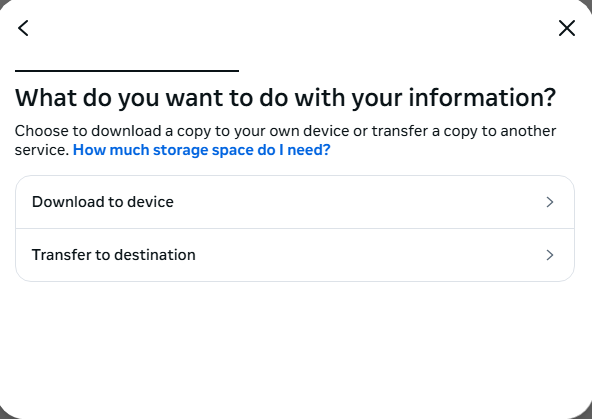 What do you want to do with your information?
Choose to download a copy to your own device or transfer a copy to another
service. How much storage space do I need?
Download to device
Transfer to destination